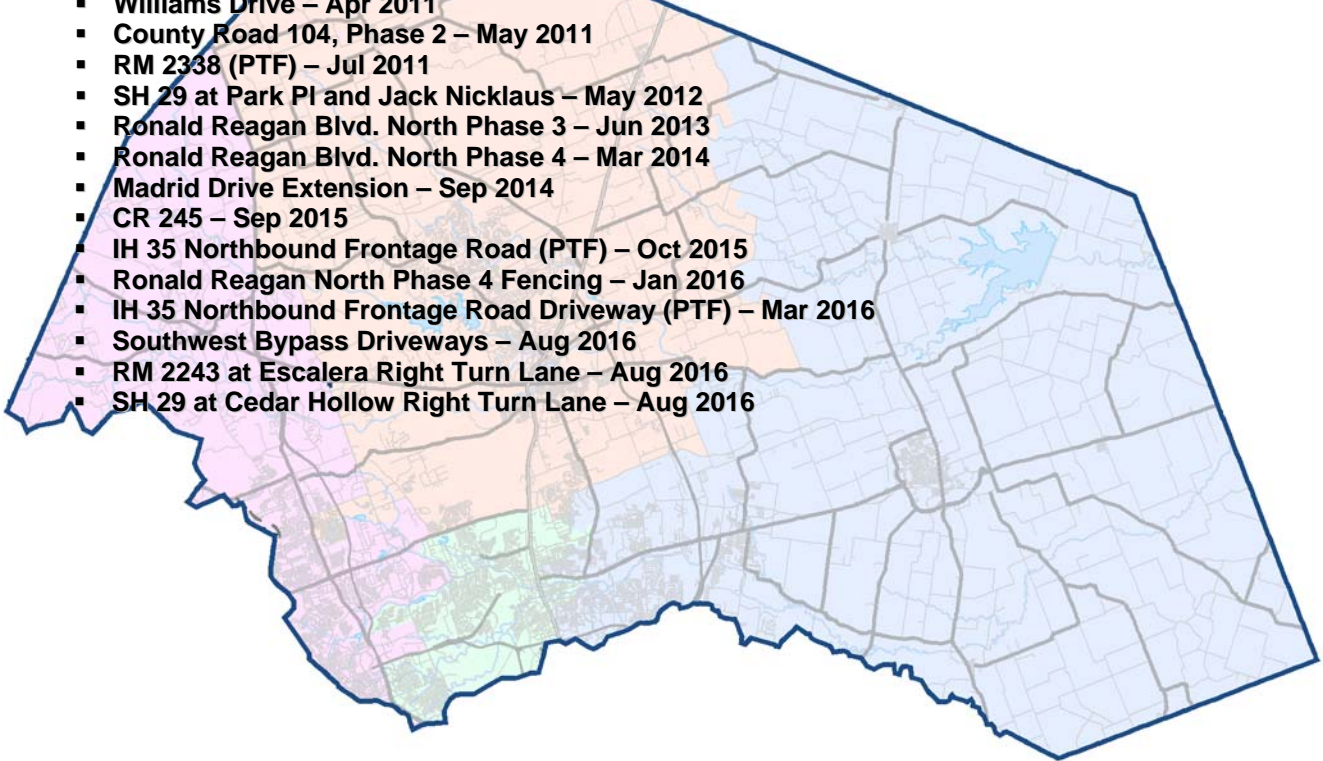 ▪ Williams Drive – Apr 2011
▪ County Road 104, Phase 2 – May 2011
▪ RM 2338 (PTF) – Jul 2011
▪ SH 29 at Park Pl and Jack Nicklaus – May 2012
▪ Ronald Reagan Blvd. North Phase 3 – Jun 2013
▪ Ronald Reagan Blvd. North Phase 4 – Mar 2014
▪ Madrid Drive Extension – Sep 2014
▪ CR 245 – Sep 2015
▪ IH 35 Northbound Frontage Road (PTF) – Oct 2015
▪ Ronald Reagan North Phase 4 Fencing – Jan 2016
▪ IH 35 Northbound Frontage Road Driveway (PTF) – Mar 2016
▪ Southwest Bypass Driveways – Aug 2016
▪ RM 2243 at Escalera Right Turn Lane – Aug 2016
▪ SH 29 at Cedar Hollow Right Turn Lane – Aug 2016